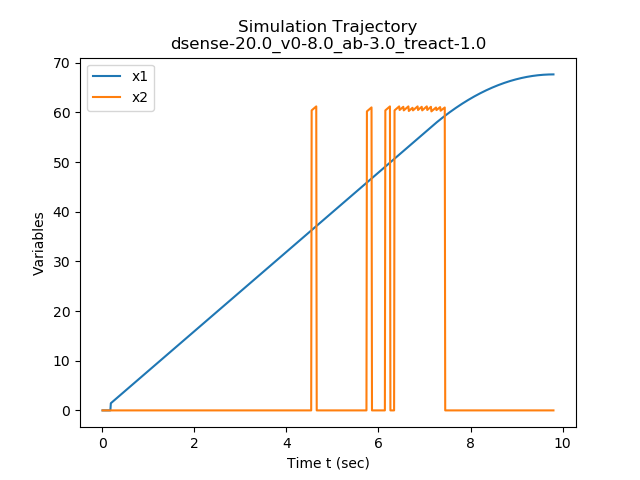 Simulation Trajectory
dsense-20.0_v0-8.0_ab-3.0_treact-1.0
x1
x2
70
60
50
40
30
20
10
0
Variables
0 2 4 6 8 10
Time t (sec)